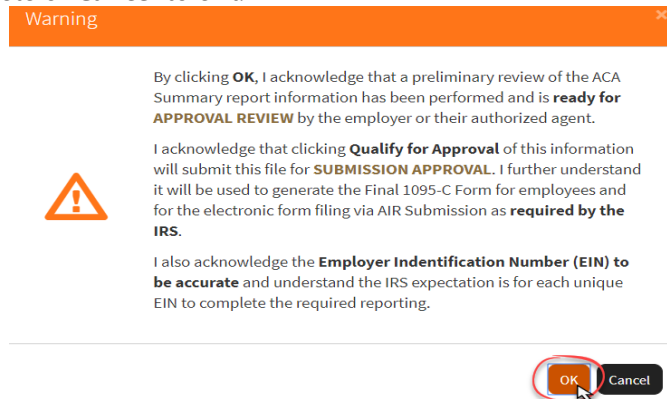 Warning
×
By clicking OK, I acknowledge that a preliminary review of the ACA
Summary report information has been performed and is ready for
APPROVAL REVIEW by the employer or their authorized agent.
I acknowledge that clicking Qualify for Approval of this information
will submit this file for SUBMISSION APPROVAL. I further understand
it will be used to generate the Final 1095-C Form for employees and
for the electronic form filing via AIR Submission as required by the
IRS.
I also acknowledge the Employer Indentification Number (EIN) to
be accurate and understand the IRS expectation is for each unique
EIN to complete the required reporting.
OK Cancel